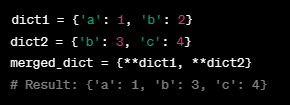 dict1 = {'a': 1, 'b': 2}
dict2 = {'b': 3, 'c': 4}
merged_dict = {**dict1, **dict2}
# Result: {'a': 1, 'b': 3, 'c': 4}